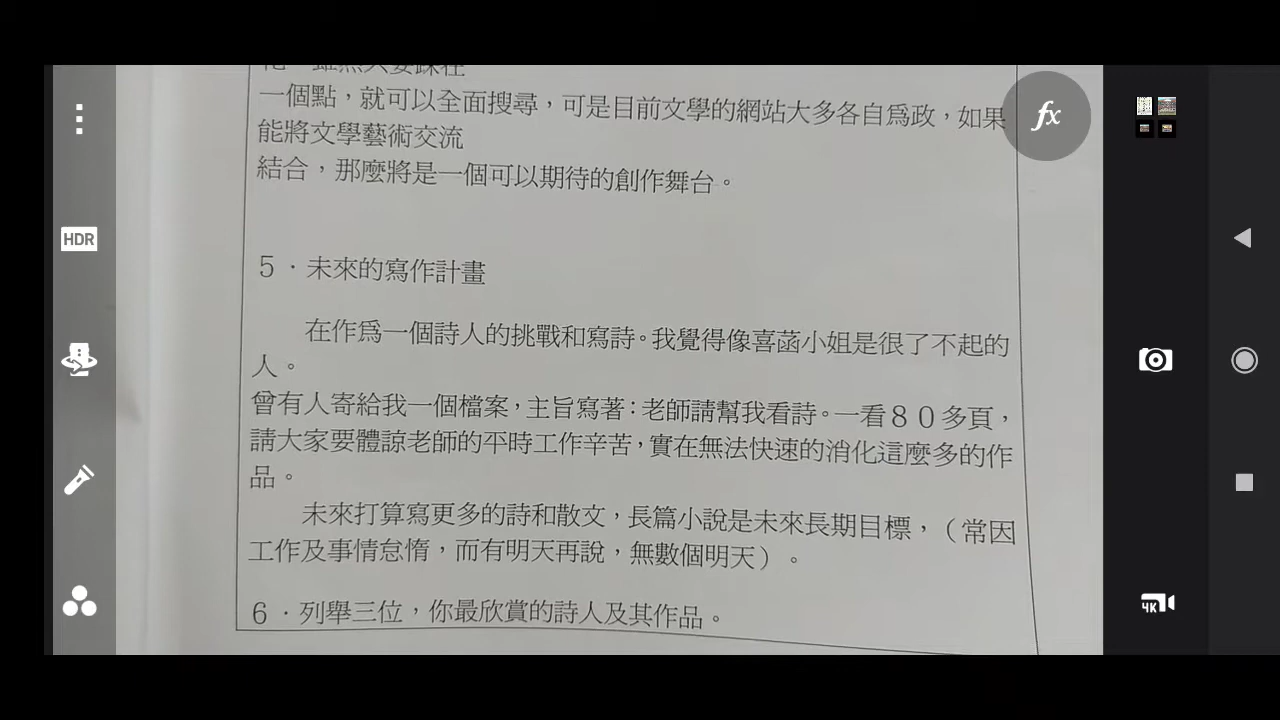 一個點，就可以全面搜尋，可是目前文學的網站大多各自為政，如果
能將文學藝術交流
結合，那麼將是一個可以期待的創作舞台。
5．未來的寫作計畫
在作為一個詩人的挑戰和寫詩。我覺得像喜菡小姐是很了不起的
人。
曾有人寄給我一個檔案，主旨寫著：老師請幫我看詩。一看80多頁，
請大家要體諒老師的平時工作辛苦，實在無法快速的消化這麼多的作
品。
未來打算寫更多的詩和散文，長篇小說是未來長期目標，（常因
工作及事情怠惰，而有明天再說，無數個明天）。
6．列舉三位，你最欣賞的詩人及其作品。
fx
HDR
4K